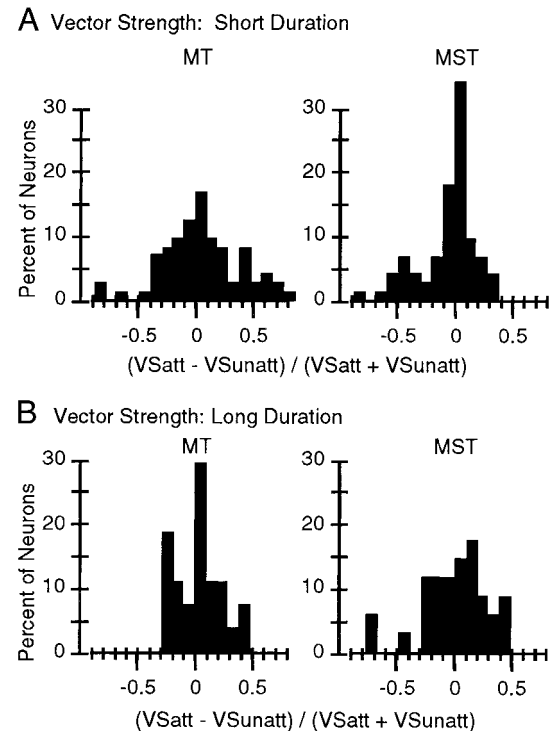 A Vector Strength: Short Duration
MT
MST
Percent of Neurons
30
20
10
0
30
20
10
0
-0.5 0 0.5
-0.5 0 0.5
(VSatt - VSunatt) / (VSatt + VSunatt)
B Vector Strength: Long Duration
MT
MST
Percent of Neurons
30
20
10
0
30
20
10
0
-0.5 0 0.5
-0.5 0 0.5
(VSatt - VSunatt) / (VSatt + VSunatt)